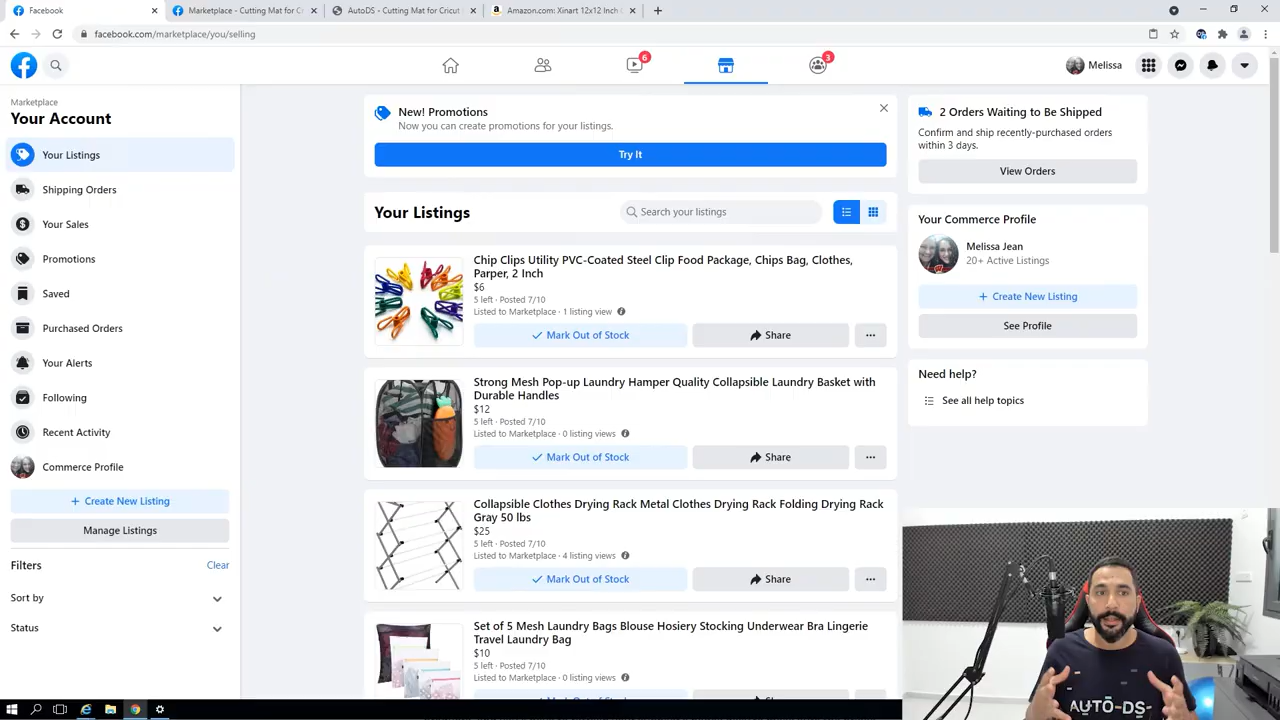 Facebook
Marketplace - Cutting Mat for C
AutoDS - Cutting Mat for Cricut
Amazon.com: Xinart 12x12 Inch
facebook.com/marketplace/you/selling
6
3
Melissa
Marketplace
Your Account
Your Listings
Shipping Orders
Your Sales
Promotions
Saved
Purchased Orders
Your Alerts
Following
Recent Activity
Commerce Profile
+ Create New Listing
Manage Listings
Filters
Clear
Sort by
Status
New! Promotions
Now you can create promotions for your listings.
Try It
Your Listings
Search your listings
Chip Clips Utility PVC-Coated Steel Clip Food Package, Chips Bag, Clothes,
Parper, 2 Inch
$6
5 left · Posted 7/10
Listed to Marketplace · 1 listing view
Mark Out of Stock
Share
Strong Mesh Pop-up Laundry Hamper Quality Collapsible Laundry Basket with
Durable Handles
$12
5 left · Posted 7/10
Listed to Marketplace · 0 listing views
Mark Out of Stock
Share
Collapsible Clothes Drying Rack Metal Clothes Drying Rack Folding Drying Rack
Gray 50 lbs
$25
5 left · Posted 7/10
Listed to Marketplace · 4 listing views
Mark Out of Stock
Share
Set of 5 Mesh Laundry Bags Blouse Hosiery Stocking Underwear Bra Lingerie
Travel Laundry Bag
$10
5 left · Posted 7/10
Listed to Marketplace · 0 listing views
2 Orders Waiting to Be Shipped
Confirm and ship recently-purchased orders
within 3 days.
View Orders
Your Commerce Profile
Melissa Jean
20+ Active Listings
+ Create New Listing
See Profile
Need help?
See all help topics
AUTO-DS-